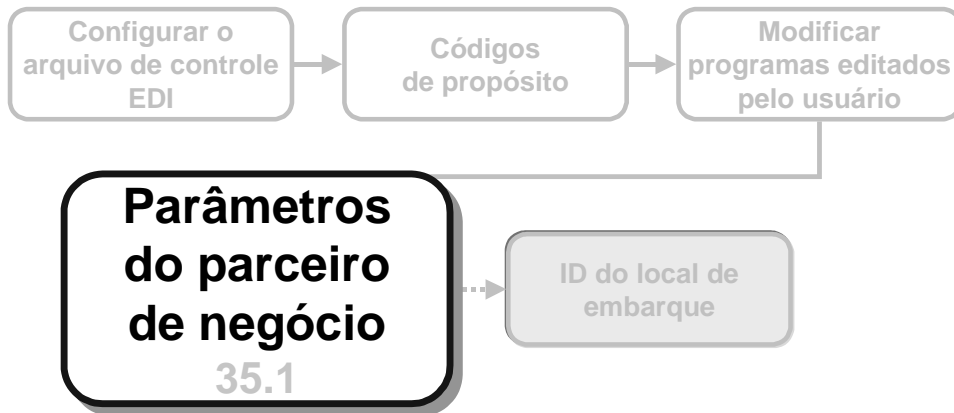 Configurar o
arquivo de controle
EDI
Códigos
de propósito
Modificar
programas editados
pelo usuário
Parâmetros
do parceiro
de negócio
35.1
ID do local de
embarque